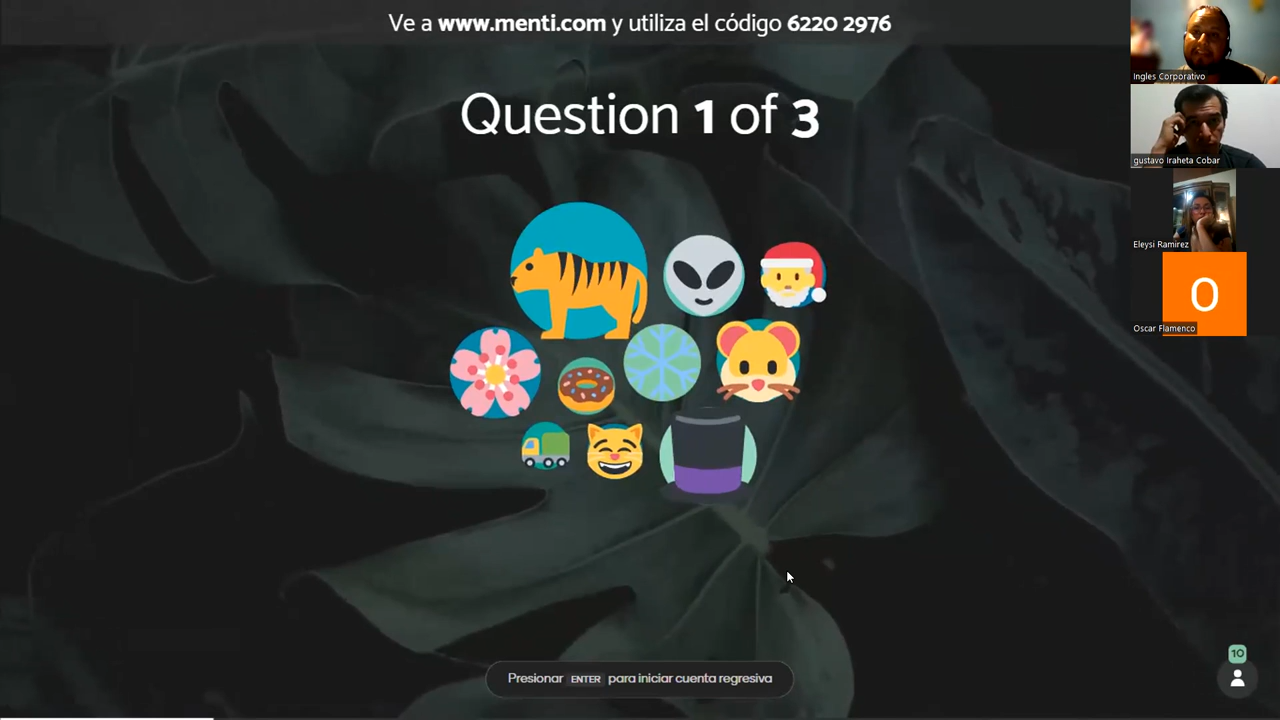 Ve a www.menti.com y utiliza el código 6220 2976
Question 1 of 3
Ingles Corporativo
gustavo Iraheta Cobar
Eleysi Ramirez
O
Oscar Flamenco
10
Presionar ENTER para iniciar cuenta regresiva